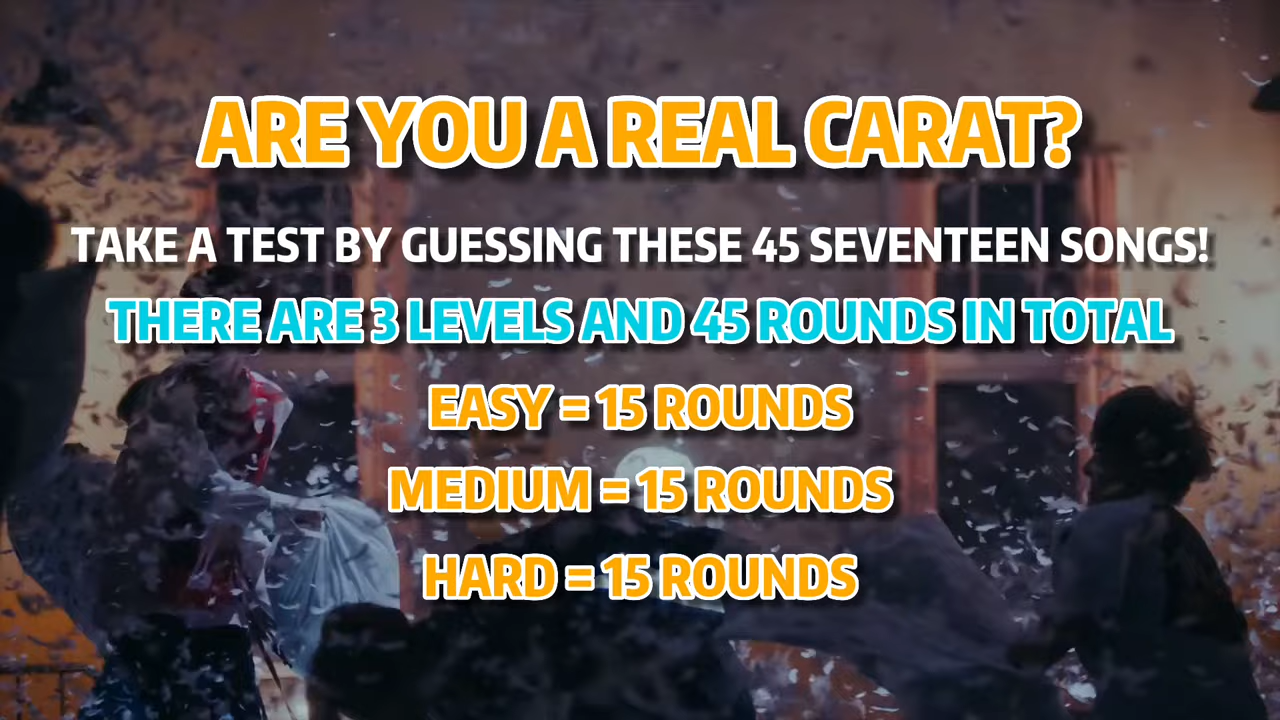 ARE YOU A REAL CARAT?
TAKE A TEST BY GUESSING THESE 45 SEVENTEEN SONGS!
THERE ARE 3 LEVELS AND 45 ROUNDS IN TOTAL
EASY = 15 ROUNDS
MEDIUM = 15 ROUNDS
HARD = 15 ROUNDS